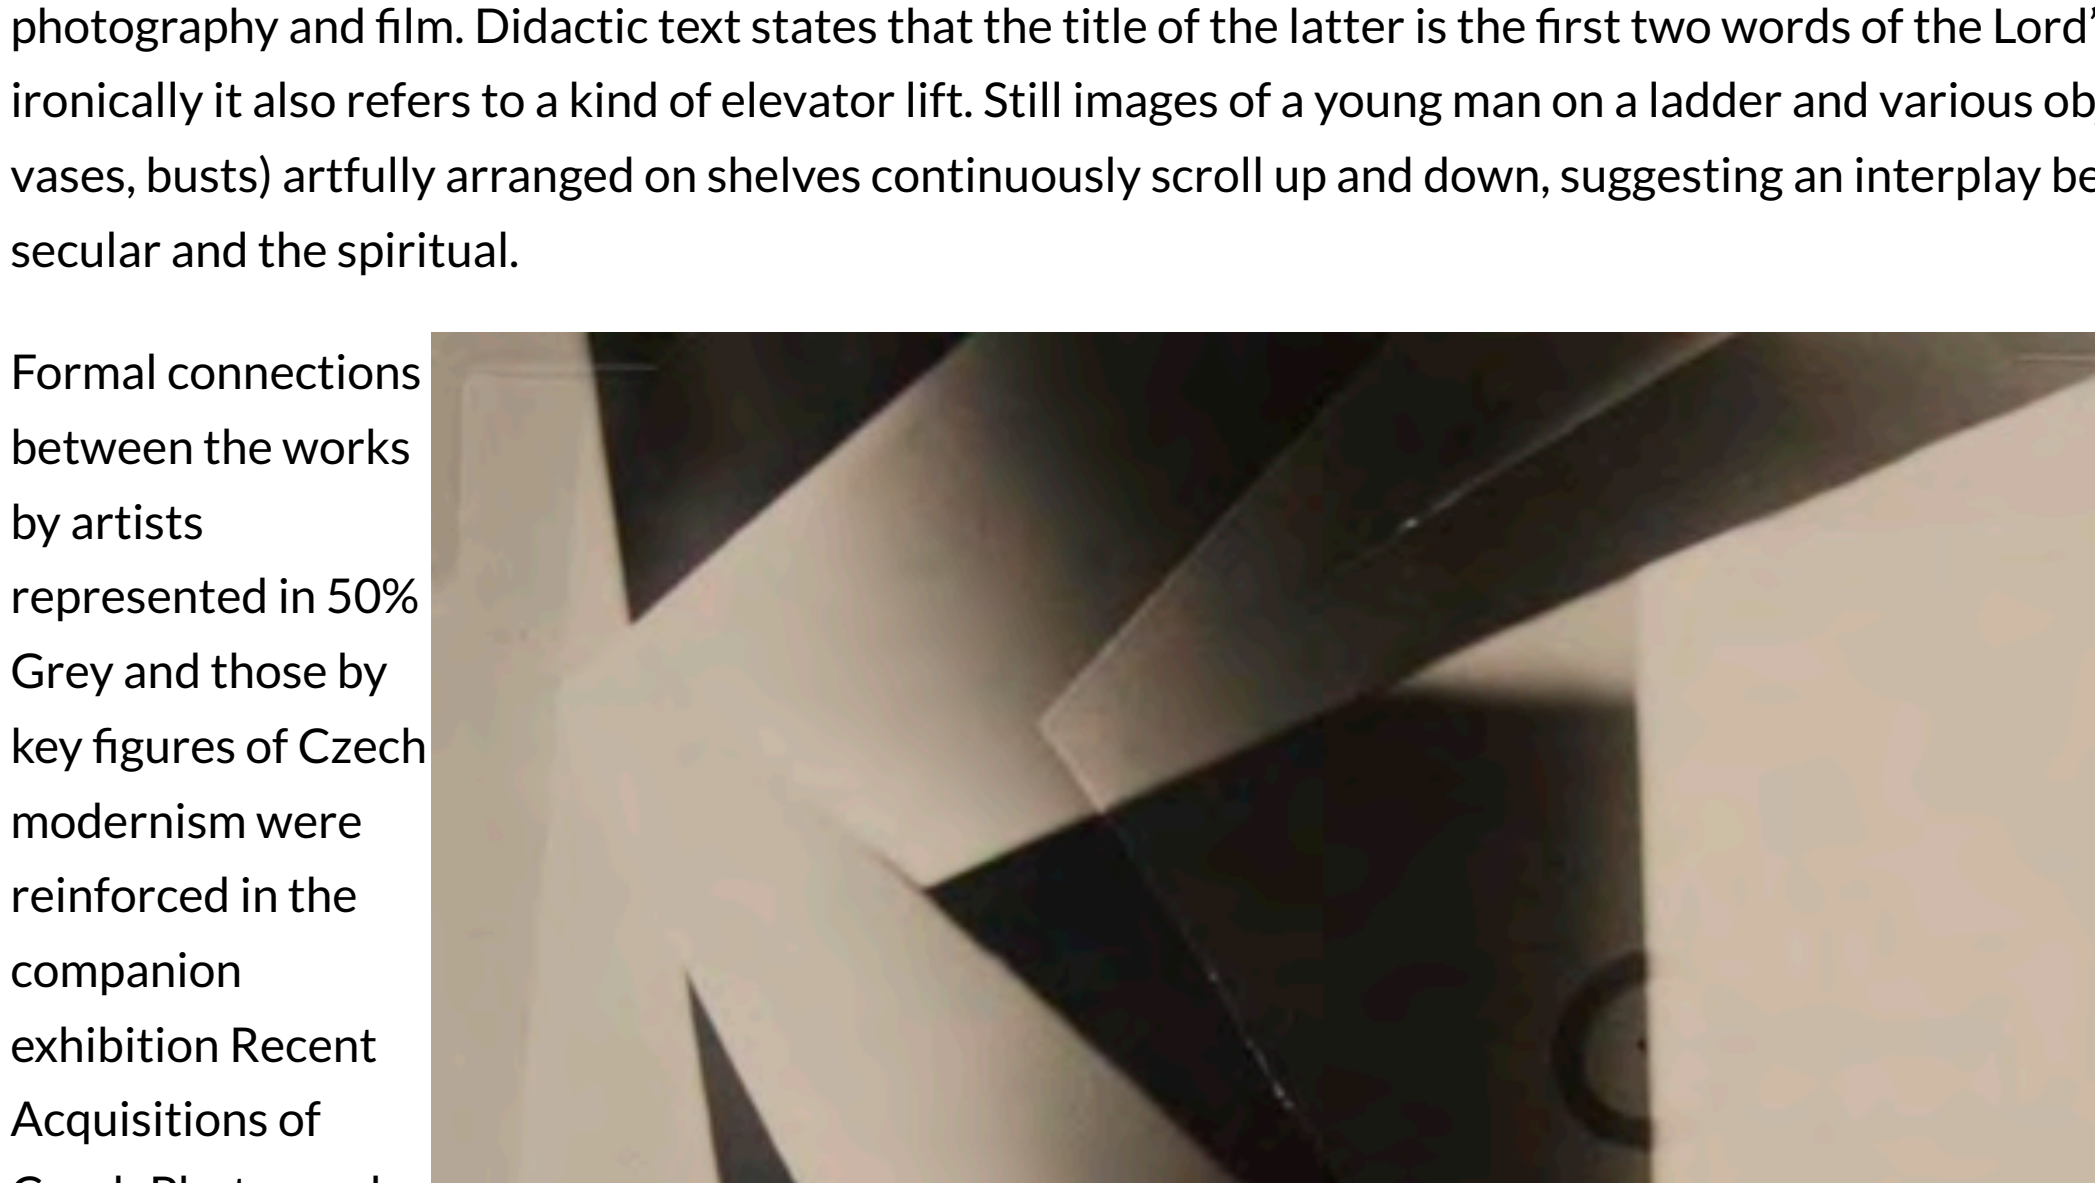 photography and film. Didactic text states that the title of the latter is the first two words of the Lord’
ironically it also refers to a kind of elevator lift. Still images of a young man on a ladder and various
vases, busts) artfully arranged on shelves continuously scroll up and down, suggesting an interplay
secular and the spiritual.
Formal connections
between the works
by artists
represented in 50%
Grey and those by
key figures of Czech
modernism were
reinforced in the
companion
exhibition Recent
Acquisitions of